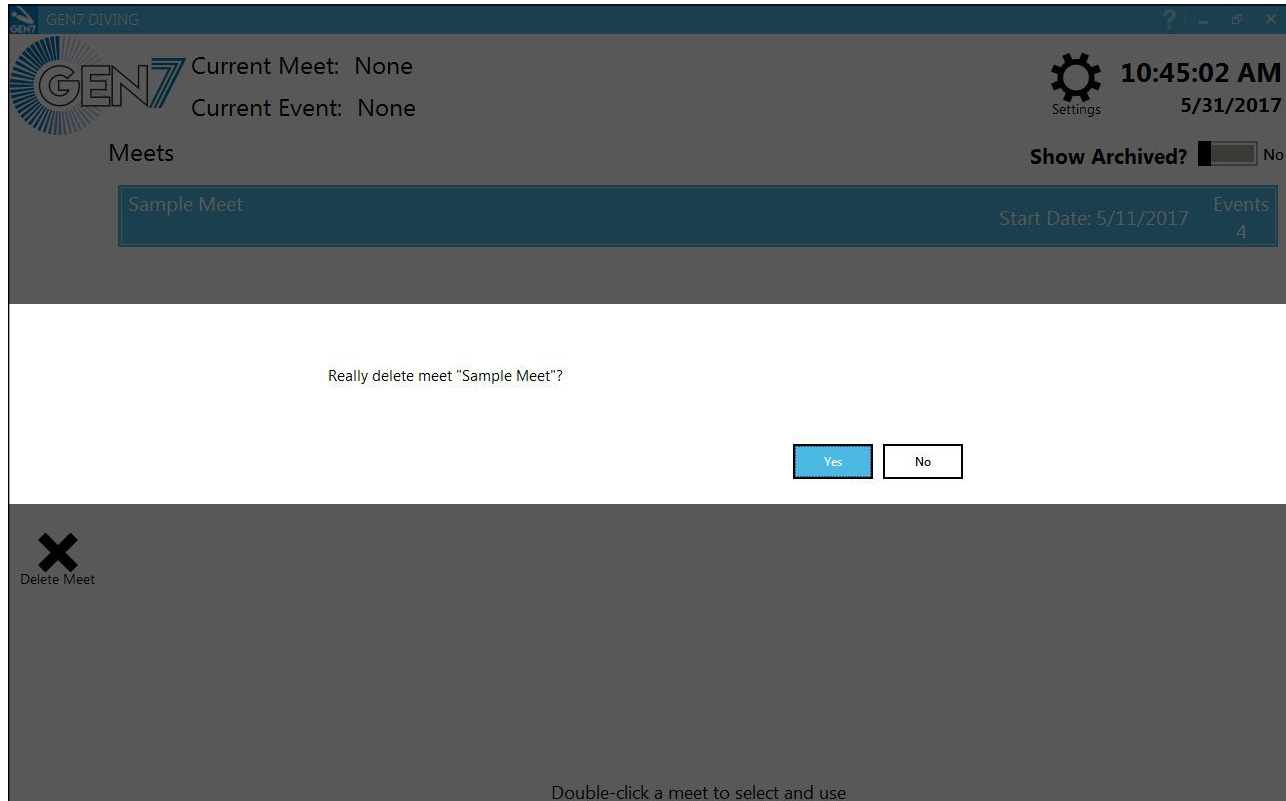 GEN7 GEN7 DIVING ?
GEN7 Current Meet: None
Current Event: None
Settings
10:45:02 AM
5/31/2017
Meets
Show Archived? No
Sample Meet
Start Date: 5/11/2017
Events
4
Really delete meet "Sample Meet"?
Yes No
Delete Meet
Double-click a meet to select and use